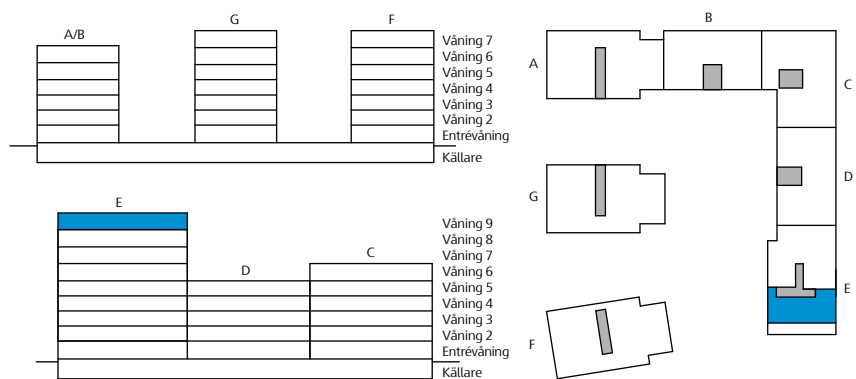 A/B
G
F
Våning 7
Våning 6
Våning 5
Våning 4
Våning 3
Våning 2
Entrévåning
Källare
E
D
C
Våning 9
Våning 8
Våning 7
Våning 6
Våning 5
Våning 4
Våning 3
Våning 2
Entrévåning
Källare
B
A
C
D
G
E
F